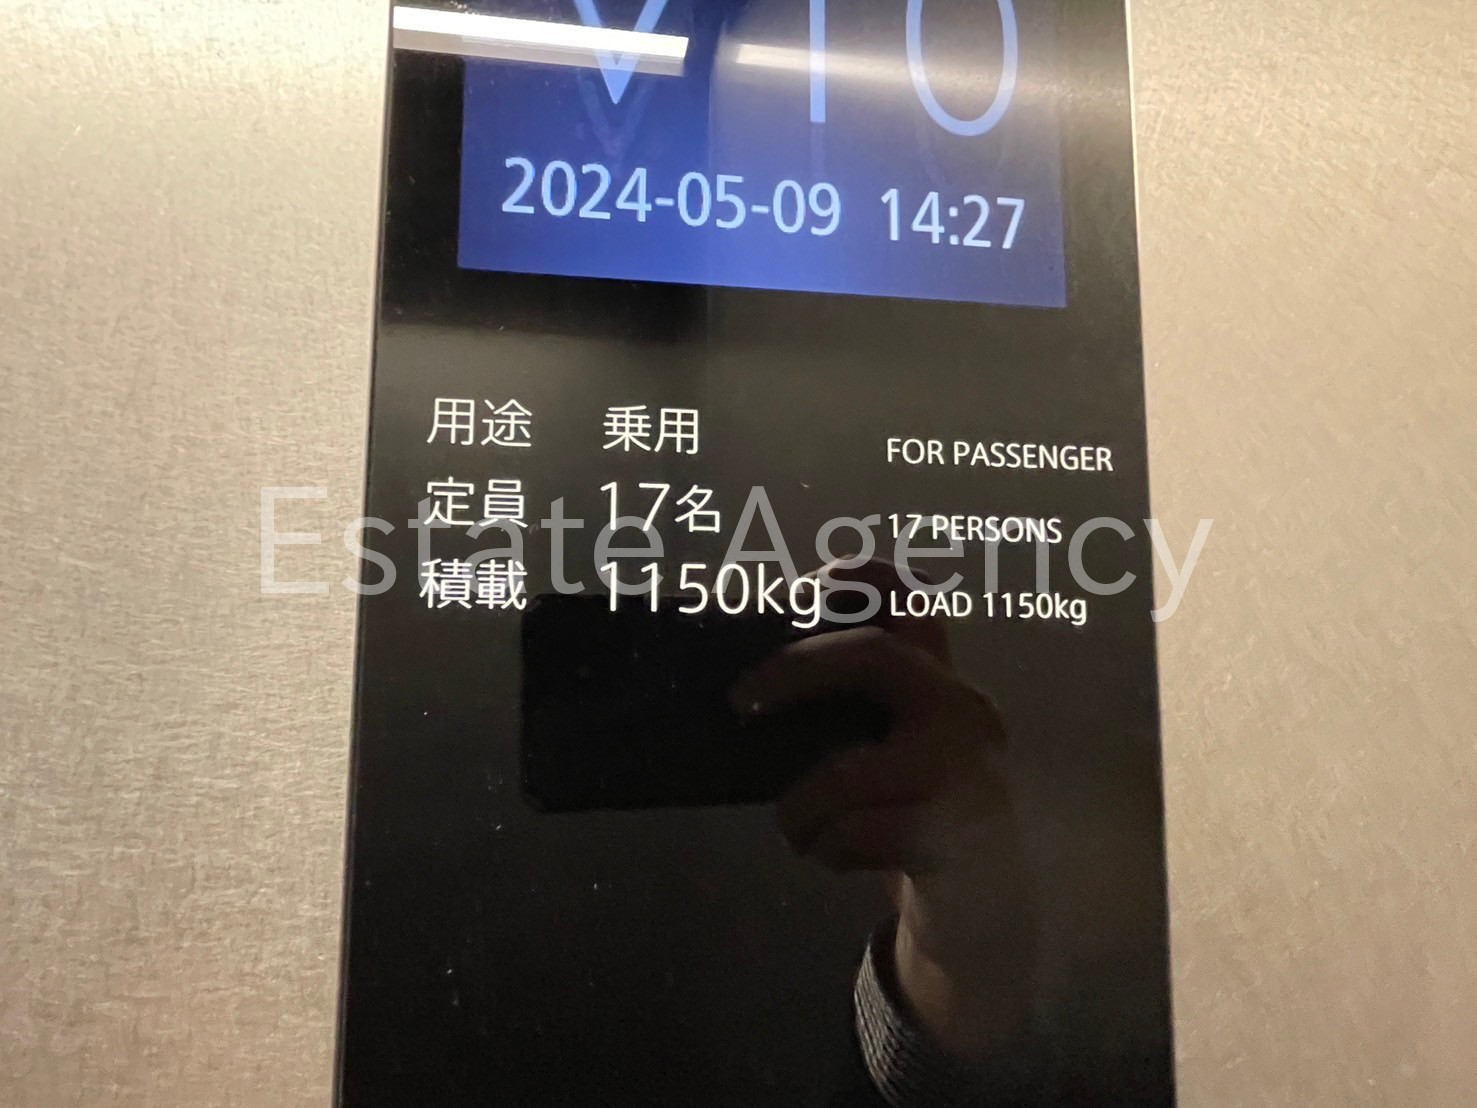 10
2024-05-09 14:27
用途 乗用 FOR PASSENGER
定員 17名 17 PERSONS
積載 1150kg LOAD 1150kg
Estate Agency